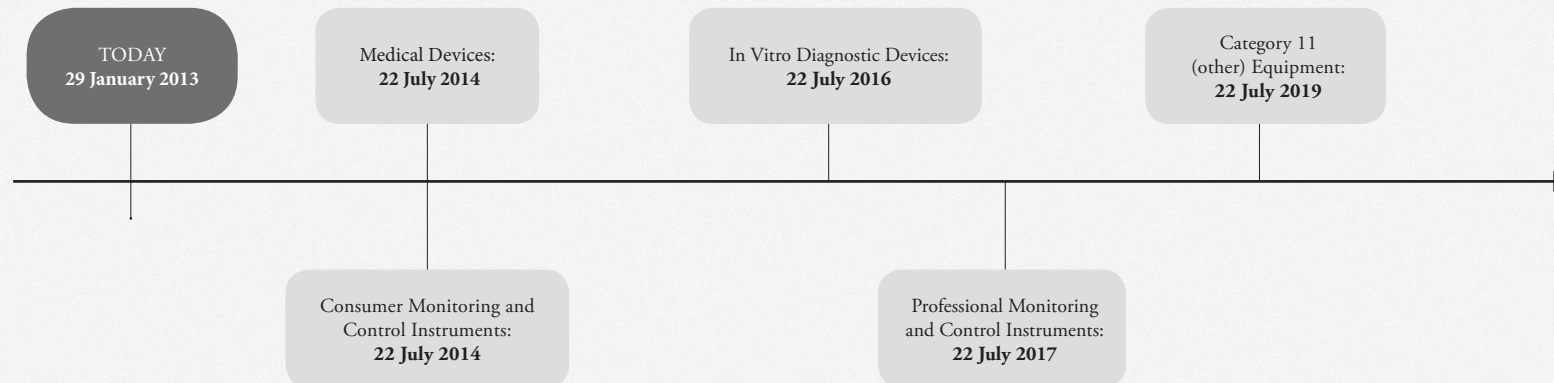 TODAY
29 January 2013
Medical Devices:
22 July 2014
In Vitro Diagnostic Devices:
22 July 2016
Category 11
(other) Equipment:
22 July 2019
Consumer Monitoring and
Control Instruments:
22 July 2014
Professional Monitoring
and Control Instruments:
22 July 2017